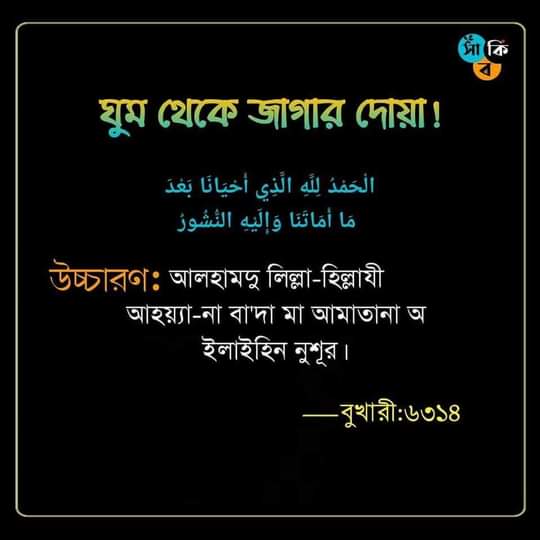 সাকিব
ঘুম থেকে জাগার দোয়া!
الْحَمْدُ لِلَّهِ الَّذِي أَحْيَانَا بَعْدَ
مَا أَمَاتَنَا وَإِلَيْهِ النُّشُورُ
উচ্চারণ: আলহামদু লিল্লা-হিল্লাযী
আহয়্যা-না বা'দা মা আমাতানা অ
ইলাইহিন নুশূর।
—বুখারী:৬৩১৪